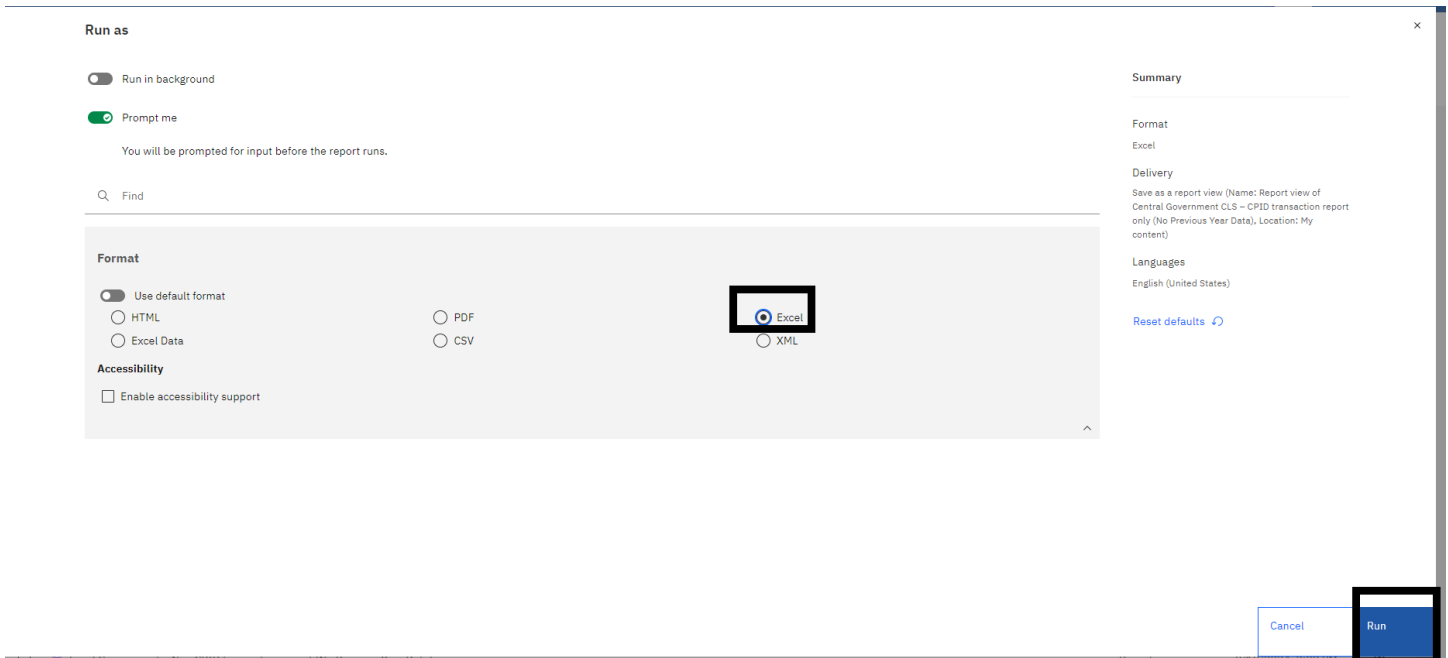 Run as
Run in background
Prompt me
You will be prompted for input before the report runs.
Find
Format
Use default format
HTML
PDF
Excel
Excel Data
CSV
XML
Accessibility
Enable accessibility support
Summary
Format
Excel
Delivery
Save as a report view (Name: Report view of
Central Government CLS – CPID transaction report
only (No Previous Year Data), Location: My
content)
Languages
English (United States)
Reset defaults
Cancel
Run